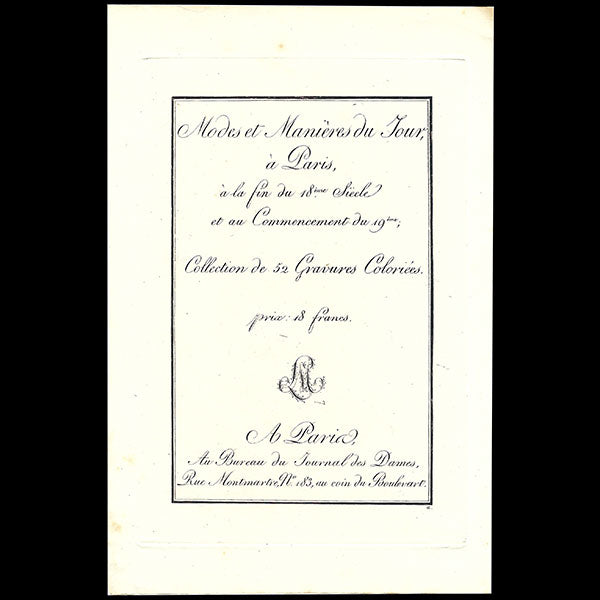 Modes et Manières du Jour,
à Paris,
à la fin du 18ème Siècle
et au Commencement du 19ème;
Collection de 52 Gravures Coloriées.
prix: 18 francs.
A Paris,
Au Bureau du Journal des Dames,
Rue Montmartre, No. 183, au coin du Boulevart.